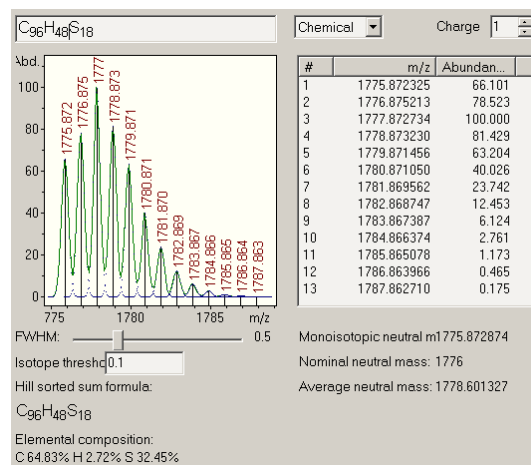 C96H48S18
Chemical
Charge 1
Abd.
100
80
60
40
20
0
1775.872
1776.875
1777
1778.873
1779.871
1780.871
1781.870
1782.869
1783.867
1784.866
1785.865
1786.864
1787.863
775 1780 1785 m/z
FWHM: 0.5
Isotope thresho 0.1
Hill sorted sum formula:
C96H48S18
Elemental composition:
C 64.83% H 2.72% S 32.45%
# m/z Abundan...
1 1775.872325 66.101
2 1776.875213 78.523
3 1777.872734 100.000
4 1778.873230 81.429
5 1779.871456 63.204
6 1780.871050 40.026
7 1781.869562 23.742
8 1782.868747 12.453
9 1783.867387 6.124
10 1784.866374 2.761
11 1785.865078 1.173
12 1786.863966 0.465
13 1787.862710 0.175
Monoisotopic neutral m1775.872874
Nominal neutral mass: 1776
Average neutral mass: 1778.601327